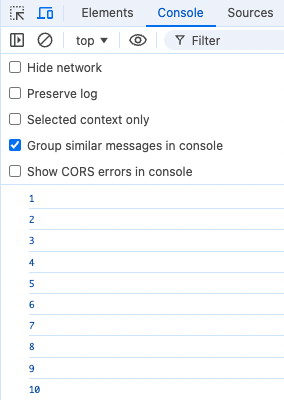 Elements Console Sources
top Filter
Hide network
Preserve log
Selected context only
Group similar messages in console
Show CORS errors in console
1
2
3
4
5
6
7
8
9
10